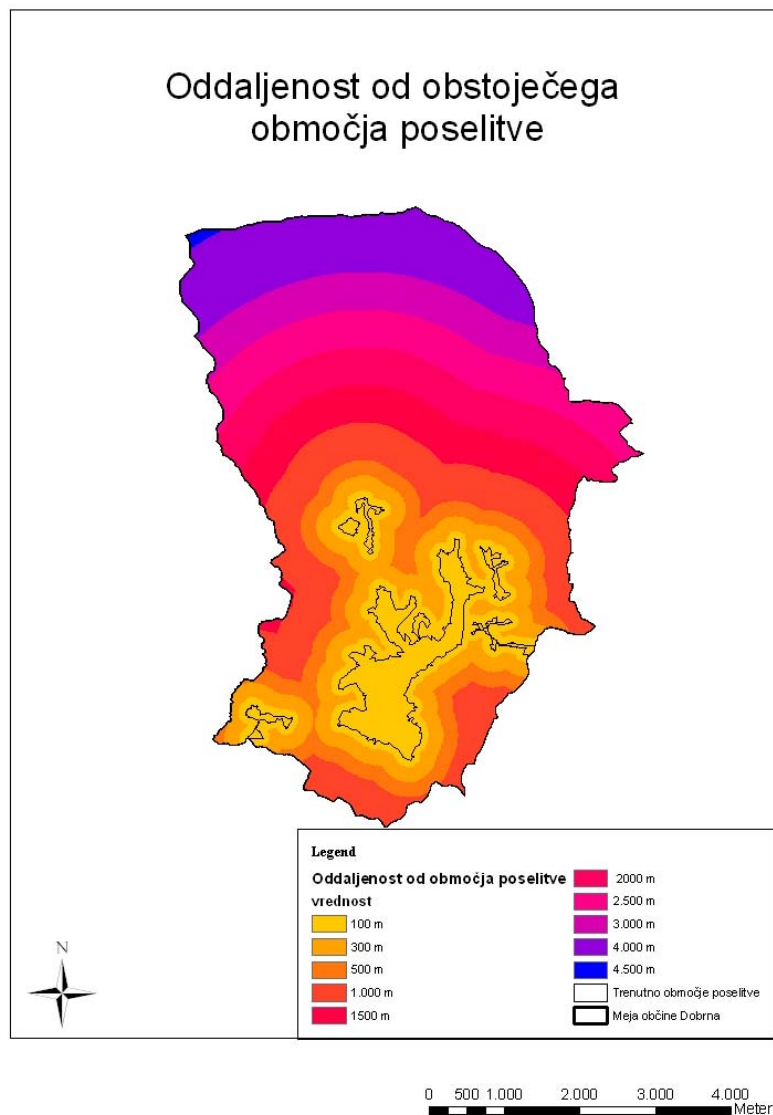 Oddaljenost od obstoječega
območja poselitve
Legend
Oddaljenost od območja poselitve
vrednost
100 m
300 m
500 m
1.000 m
1500 m
2000 m
2.500 m
3.000 m
4.000 m
4.500 m
Trenutno območje poselitve
Meja občine Dobrna
N
0 500 1.000 2.000 3.000 4.000
Meter